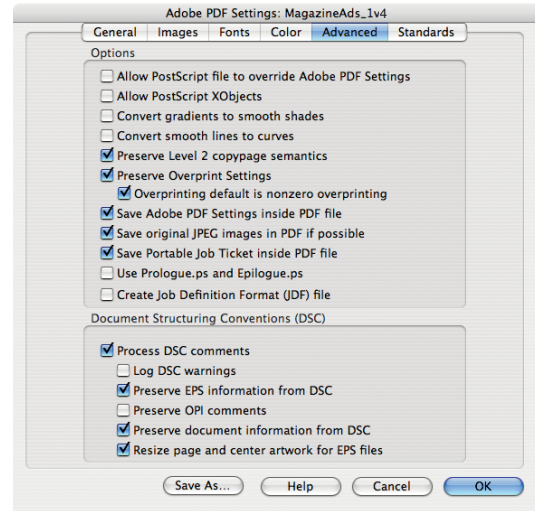 Adobe PDF Settings: MagazineAds_1v4
General Images Fonts Color Advanced Standards
Options
Allow PostScript file to override Adobe PDF Settings
Allow PostScript XObjects
Convert gradients to smooth shades
Convert smooth lines to curves
Preserve Level 2 copypage semantics
Preserve Overprint Settings
Overprinting default is nonzero overprinting
Save Adobe PDF Settings inside PDF file
Save original JPEG images in PDF if possible
Save Portable Job Ticket inside PDF file
Use Prologue.ps and Epilogue.ps
Create Job Definition Format (JDF) file
Document Structuring Conventions (DSC)
Process DSC comments
Log DSC warnings
Preserve EPS information from DSC
Preserve OPI comments
Preserve document information from DSC
Resize page and center artwork for EPS files
Save As... Help Cancel OK